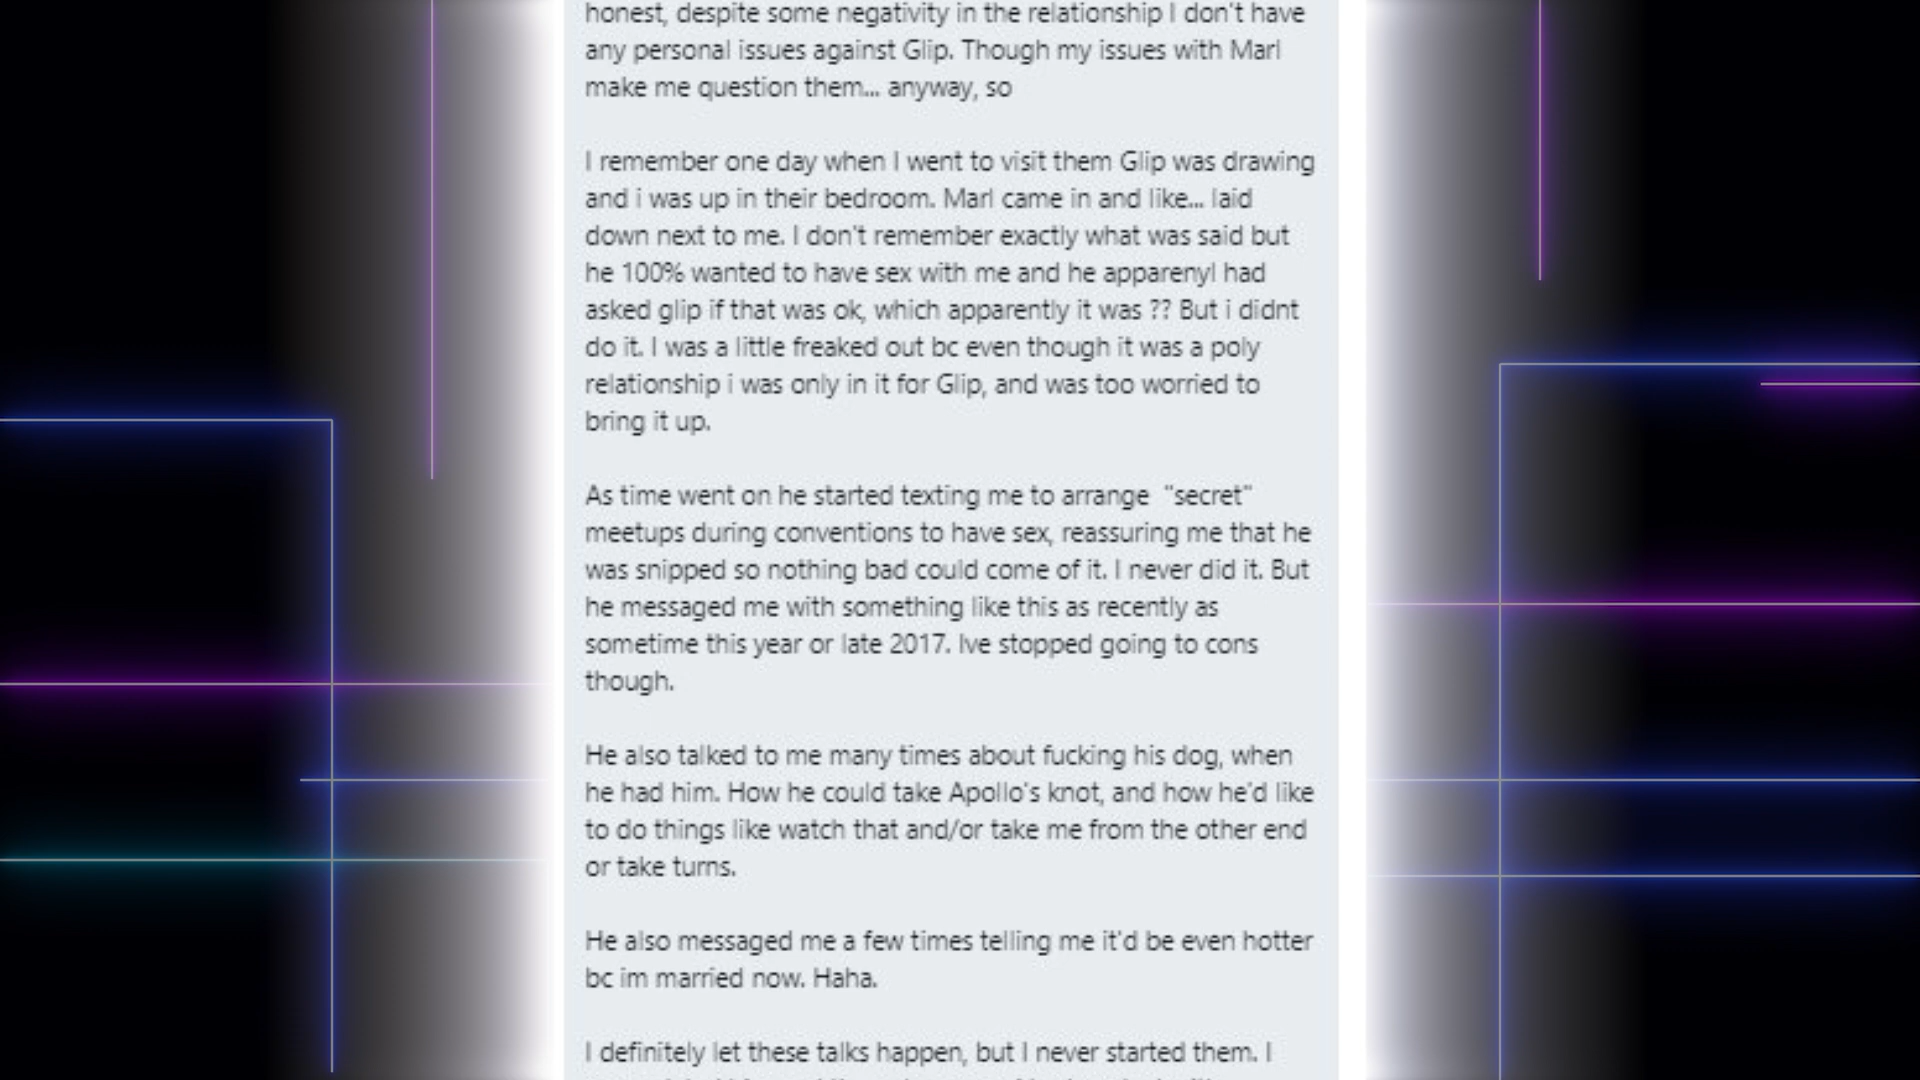 honest, despite some negativity in the relationship I don't have
any personal issues against Glip. Though my issues with Marl
make me question them... anyway, so
I remember one day when I went to visit them Glip was drawing
and i was up in their bedroom. Marl came in and like... laid
down next to me. I don't remember exactly what was said but
he 100% wanted to have sex with me and he apparenyl had
asked glip if that was ok, which apparently it was ?? But i didnt
do it. I was a little freaked out bc even though it was a poly
relationship i was only in it for Glip, and was too worried to
bring it up.
As time went on he started texting me to arrange "secret"
meetups during conventions to have sex, reassuring me that he
was snipped so nothing bad could come of it. I never did it. But
he messaged me with something like this as recently as
sometime this year or late 2017. Ive stopped going to cons
though.
He also talked to me many times about fucking his dog, when
he had him. How he could take Apollo's knot, and how he'd like
to do things like watch that and/or take me from the other end
or take turns.
He also messaged me a few times telling me it'd be even hotter
bc im married now. Haha.
I definitely let these talks happen, but I never started them. I